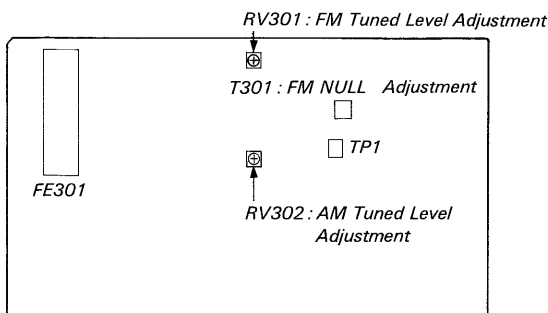 RV301 : FM Tuned Level Adjustment
T301 : FM NULL Adjustment
TP1
FE301
RV302 : AM Tuned Level
Adjustment